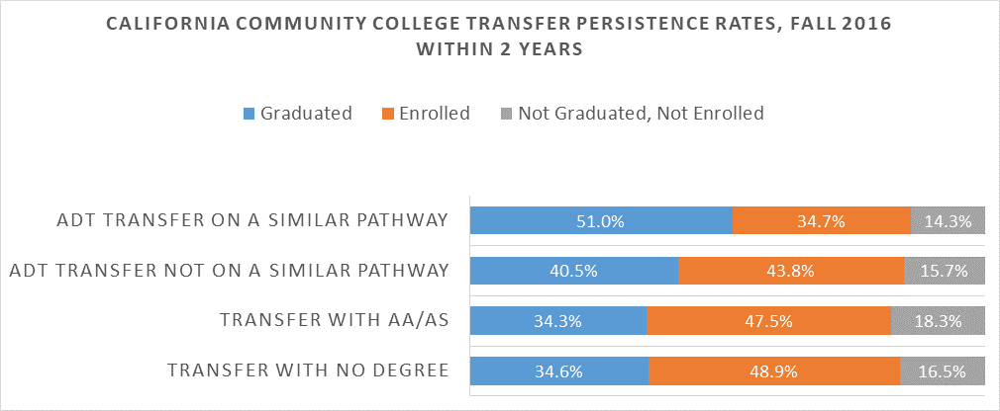 CALIFORNIA COMMUNITY COLLEGE TRANSFER PERSISTENCE RATES, FALL 2016
WITHIN 2 YEARS
Graduated Enrolled Not Graduated, Not Enrolled
ADT TRANSFER ON A SIMILAR PATHWAY 51.0% 34.7% 14.3%
ADT TRANSFER NOT ON A SIMILAR PATHWAY 40.5% 43.8% 15.7%
TRANSFER WITH AA/AS 34.3% 47.5% 18.3%
TRANSFER WITH NO DEGREE 34.6% 48.9% 16.5%